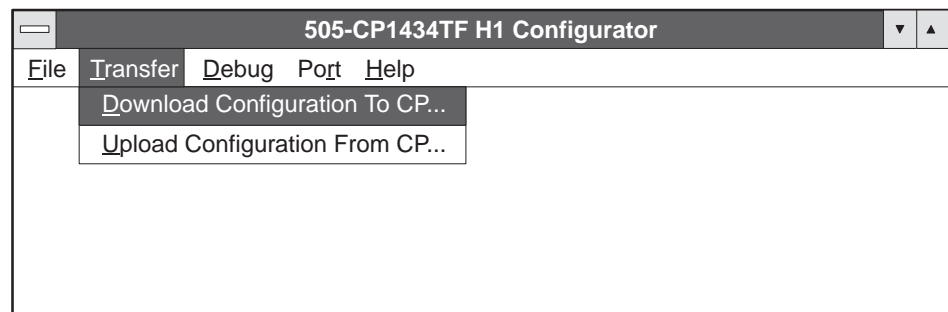 505-CP1434TF H1 Configurator
File Transfer Debug Port Help
Download Configuration To CP...
Upload Configuration From CP...